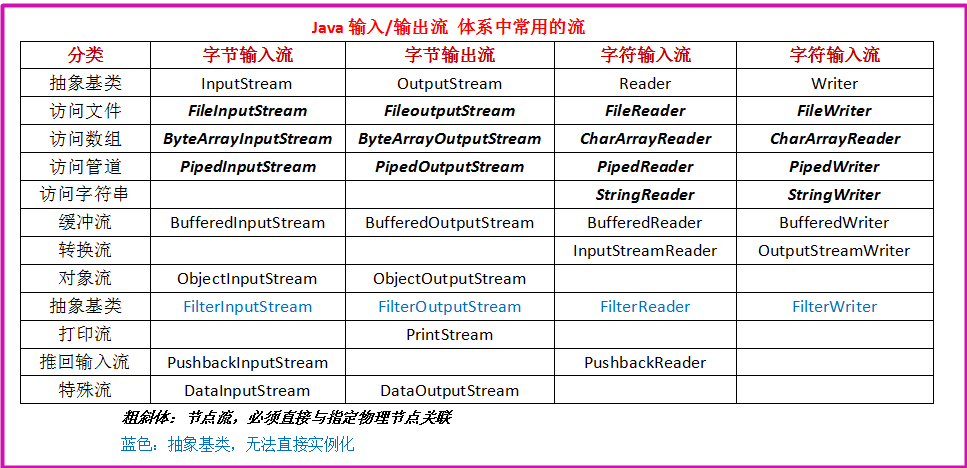 Java 输入/输出流 体系中常用的流
分类 字节输入流 字节输出流 字符输入流 字符输入流
抽象基类 InputStream OutputStream Reader Writer
访问文件 FileInputStream FileoutputStream FileReader FileWriter
访问数组 ByteArrayInputStream ByteArrayOutputStream CharArrayReader CharArrayReader
访问管道 PipedInputStream PipedOutputStream PipedReader PipedWriter
访问字符串 StringReader StringWriter
缓冲流 BufferedInputStream BufferedOutputStream BufferedReader BufferedWriter
转换流 InputStreamReader OutputStreamWriter
对象流 ObjectInputStream ObjectOutputStream
抽象基类 FilterInputStream FilterOutputStream FilterReader FilterWriter
打印流 PrintStream
推回输入流 PushbackInputStream PushbackReader
特殊流 DataInputStream DataOutputStream
粗斜体：节点流，必须直接与指定物理节点关联
蓝色：抽象基类，无法直接实例化